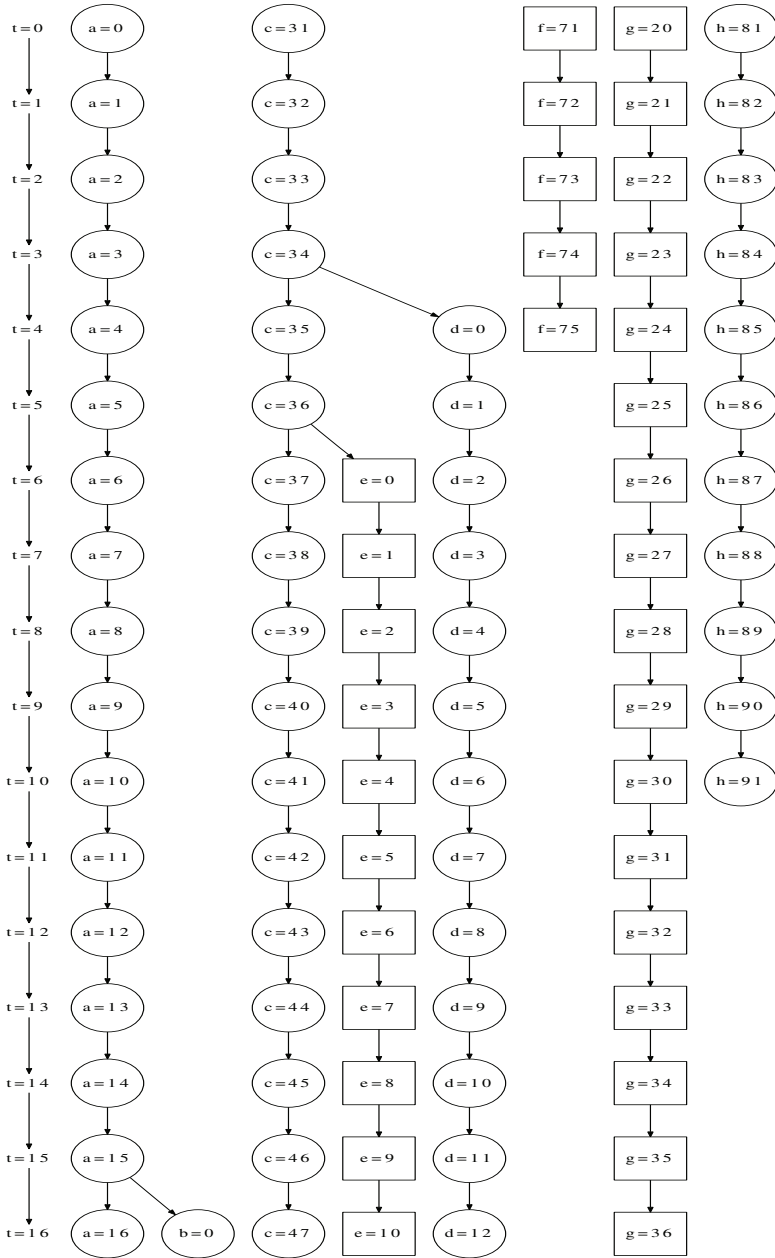 t=0 a=0 c=31 f=71 g=20 h=81
t=1 a=1 c=32 f=72 g=21 h=82
t=2 a=2 c=33 f=73 g=22 h=83
t=3 a=3 c=34 f=74 g=23 h=84
t=4 a=4 c=35 d=0 f=75 g=24 h=85
t=5 a=5 c=36 d=1 g=25 h=86
t=6 a=6 c=37 e=0 d=2 g=26 h=87
t=7 a=7 c=38 e=1 d=3 g=27 h=88
t=8 a=8 c=39 e=2 d=4 g=28 h=89
t=9 a=9 c=40 e=3 d=5 g=29 h=90
t=10 a=10 c=41 e=4 d=6 g=30 h=91
t=11 a=11 c=42 e=5 d=7 g=31
t=12 a=12 c=43 e=6 d=8 g=32
t=13 a=13 c=44 e=7 d=9 g=33
t=14 a=14 c=45 e=8 d=10 g=34
t=15 a=15 c=46 e=9 d=11 g=35
t=16 a=16 b=0 c=47 e=10 d=12 g=36